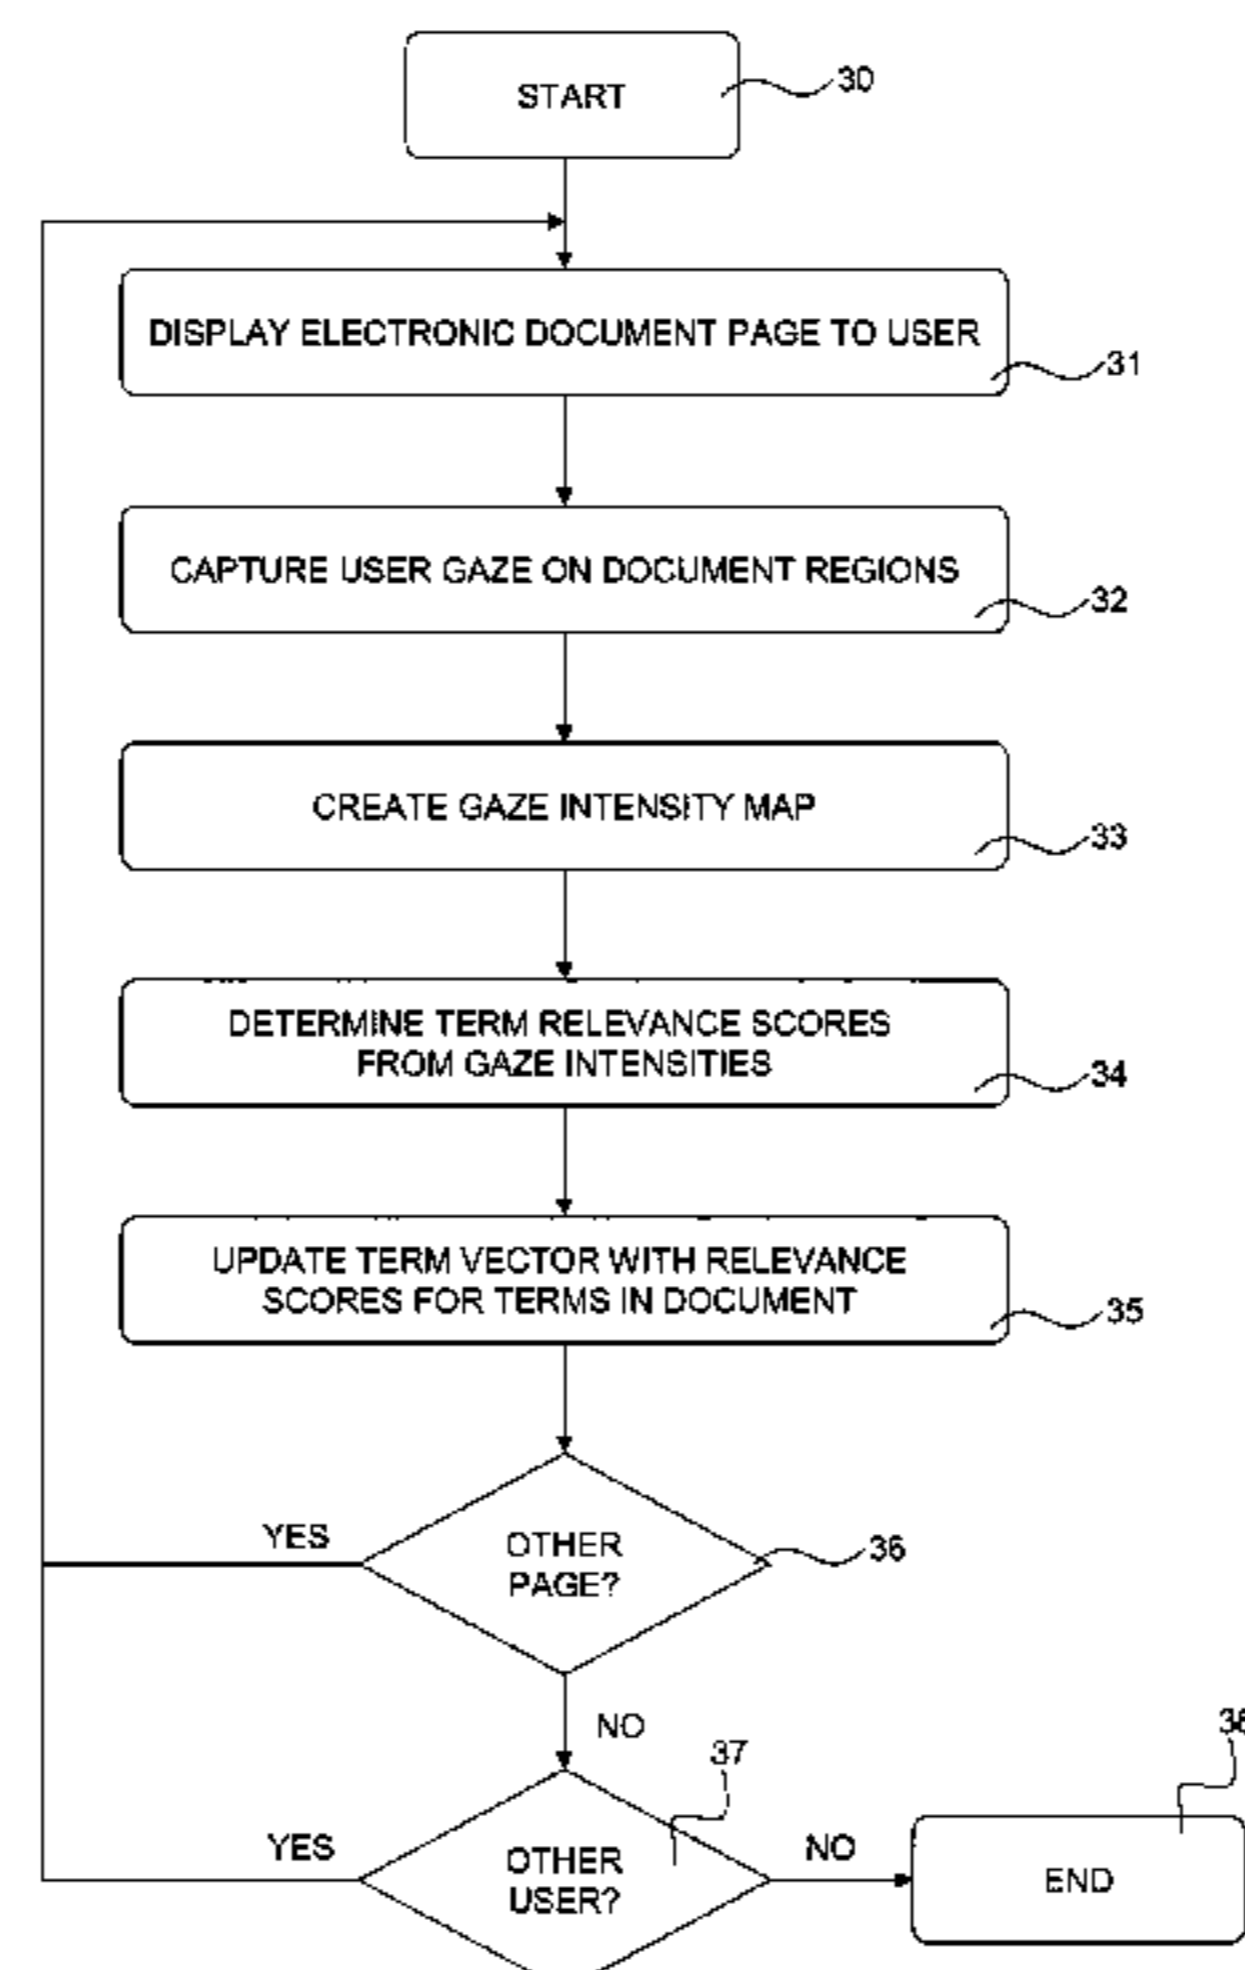 START
30
DISPLAY ELECTRONIC DOCUMENT PAGE TO USER
31
CAPTURE USER GAZE ON DOCUMENT REGIONS
32
CREATE GAZE INTENSITY MAP
33
DETERMINE TERM RELEVANCE SCORES
FROM GAZE INTENSITIES
34
UPDATE TERM VECTOR WITH RELEVANCE
SCORES FOR TERMS IN DOCUMENT
35
YES
OTHER
PAGE?
36
NO
37
YES
OTHER
USER?
NO
END